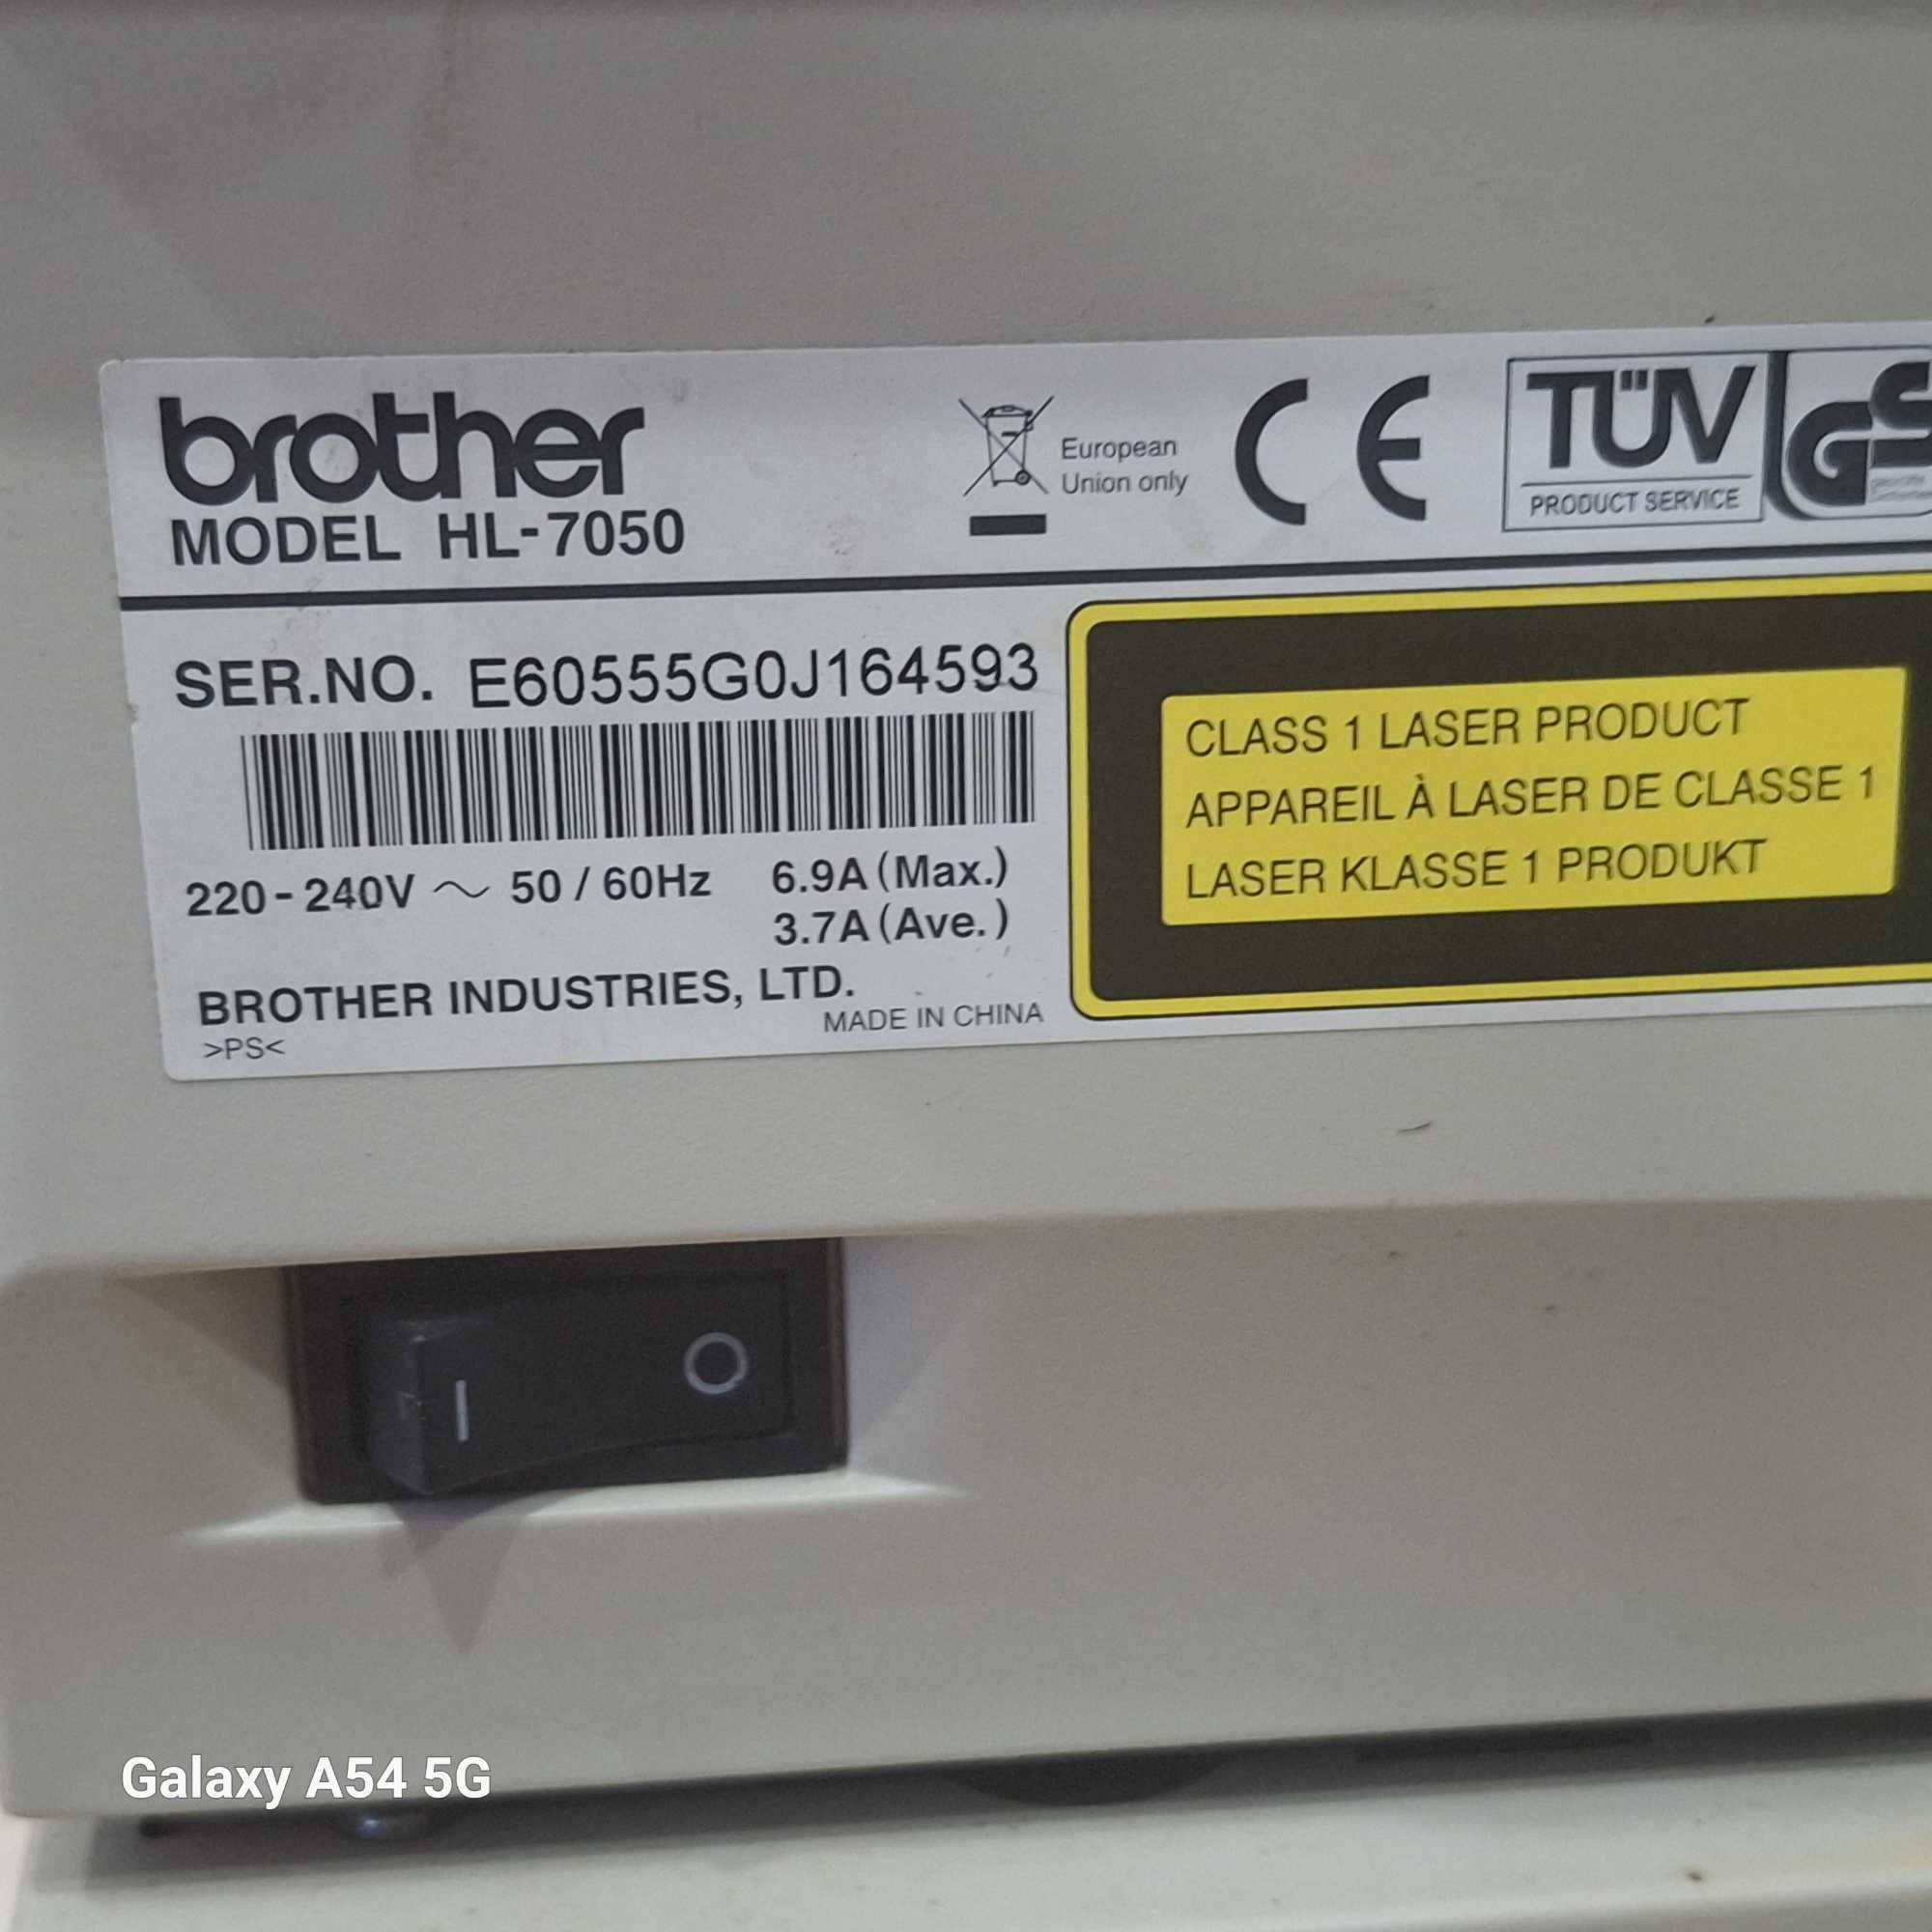 brother
MODEL HL-7050
European
Union only
CE
TÜV
PRODUCT SERVICE
GS
SER.NO. E60555G0J164593
220-240V ~ 50/60Hz 6.9A (Max.)
3.7A (Ave.)
BROTHER INDUSTRIES, LTD.
MADE IN CHINA
>PS<
CLASS 1 LASER PRODUCT
APPAREIL À LASER DE CLASSE 1
LASER KLASSE 1 PRODUKT
Galaxy A54 5G